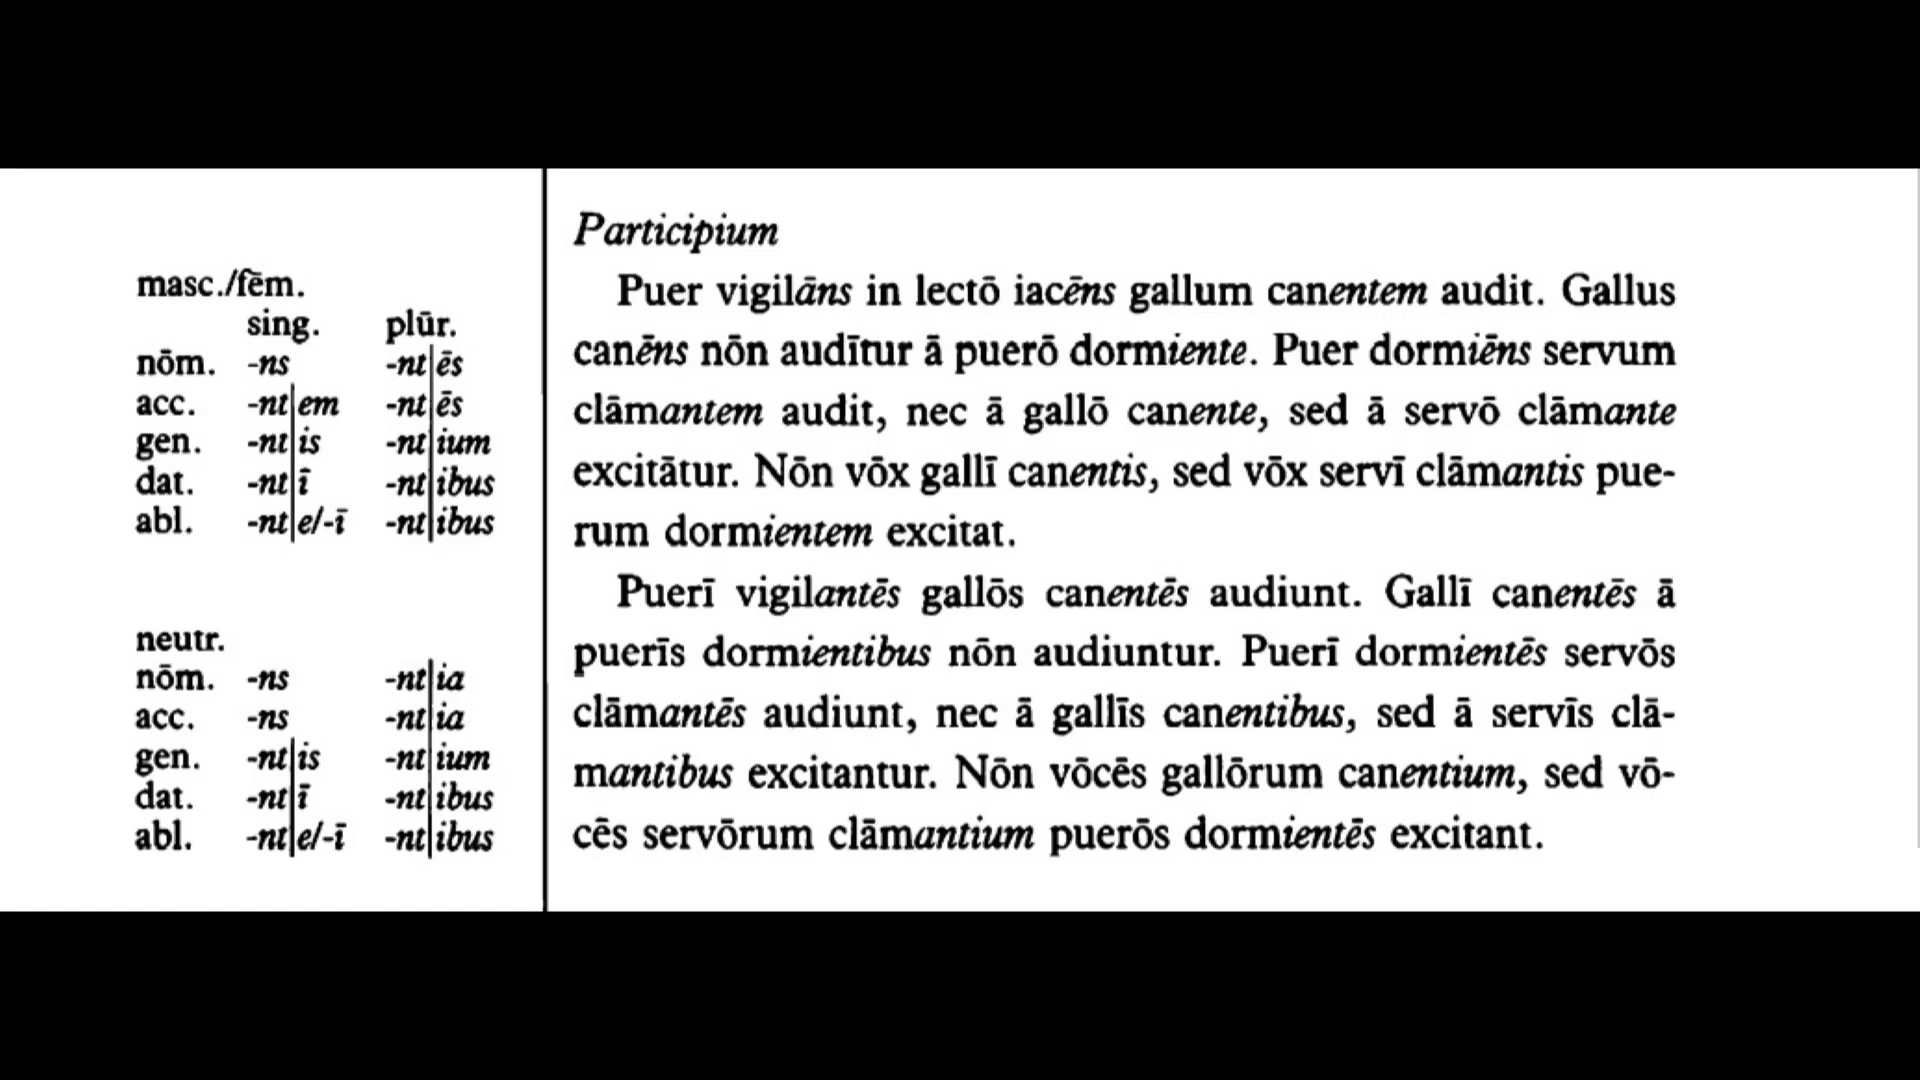 masc./fēm.
sing. plūr.
nōm. -ns -nt|ēs
acc. -nt|em -nt|ēs
gen. -nt|is -nt|ium
dat. -nt|ī -nt|ibus
abl. -nt|e/-ī -nt|ibus
neutr.
nōm. -ns -nt|ia
acc. -ns -nt|ia
gen. -nt|is -nt|ium
dat. -nt|ī -nt|ibus
abl. -nt|e/-ī -nt|ibus
Participium
Puer vigilāns in lectō iacēns gallum canentem audit. Gallus
canēns nōn audītur ā puerō dormiente. Puer dormiēns servum
clāmantem audit, nec ā gallō canente, sed ā servō clāmante
excitātur. Nōn vōx gallī canentis, sed vōx servī clāmantis pue-
rum dormientem excitat.
Puerī vigilantēs gallōs canentēs audiunt. Gallī canentēs ā
puerīs dormientibus nōn audiuntur. Puerī dormientēs servōs
clāmantēs audiunt, nec ā gallīs canentibus, sed ā servīs clā-
mantibus excitantur. Nōn vōcēs gallōrum canentium, sed vō-
cēs servōrum clāmantium puerōs dormientēs excitant.